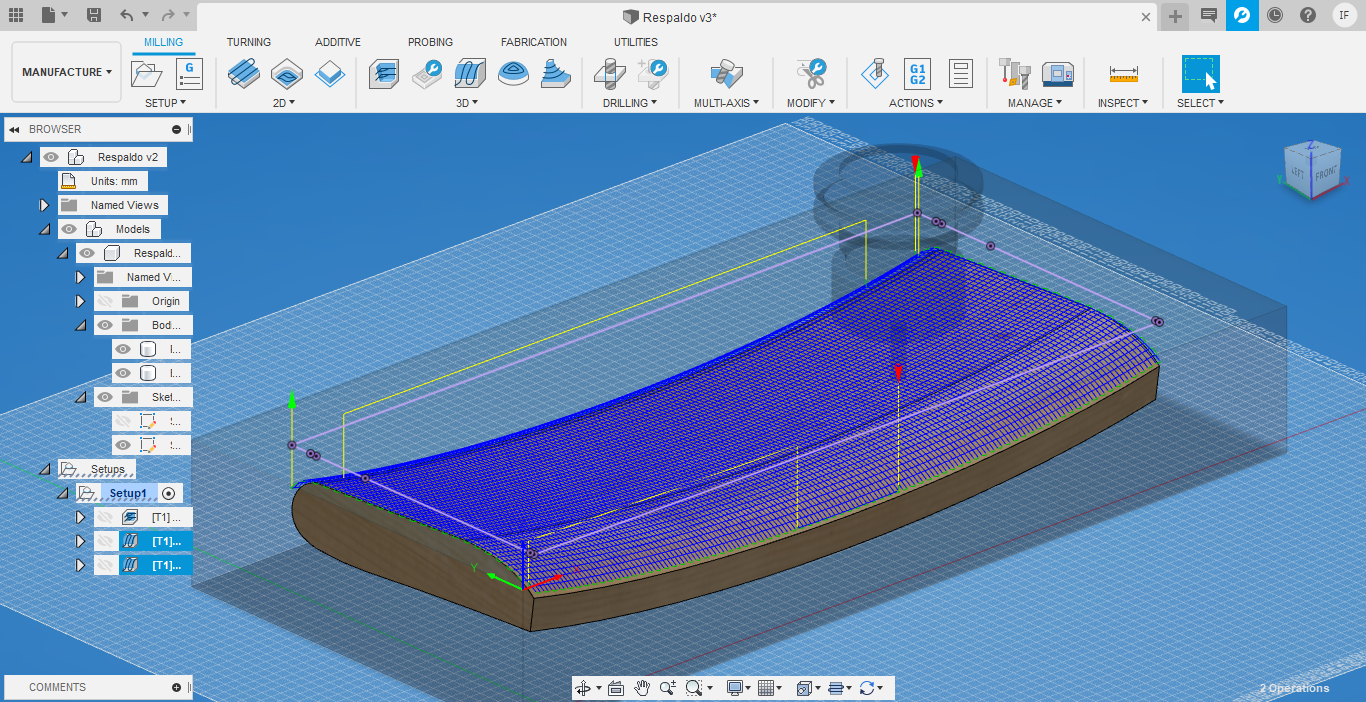 Respaldo v3*
IF
MILLING TURNING ADDITIVE PROBING FABRICATION UTILITIES
MANUFACTURE
G
G1
G2
SETUP 2D 3D DRILLING MULTI-AXIS MODIFY ACTIONS MANAGE INSPECT SELECT
BROWSER
Respaldo v2
Units: mm
Named Views
Models
Respald...
Named V...
Origin
Bod...
I...
I...
Sket...
:...
:...
Setups
Setup1
[T1] ...
[T1]...
[T1]...
Z
LEFT FRONT
Y
X
Y
COMMENTS
2 Operations